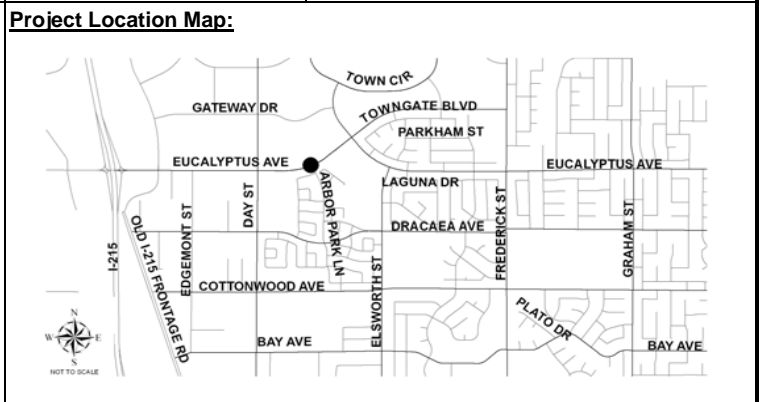 Project Location Map:
TOWN CIR
GATEWAY DR
TOWNGATE BLVD
PARKHAM ST
EUCALYPTUS AVE
EUCALYPTUS AVE
LAGUNA DR
ARBOR PARK LN
DAY ST
EDGEMONT ST
OLD I-215 FRONTAGE RD
I-215
DRACAEA AVE
FREDERICK ST
GRAHAM ST
ELSWORTH ST
COTTONWOOD AVE
PLATO DR
BAY AVE
BAY AVE
N
W
E
S
NOT TO SCALE